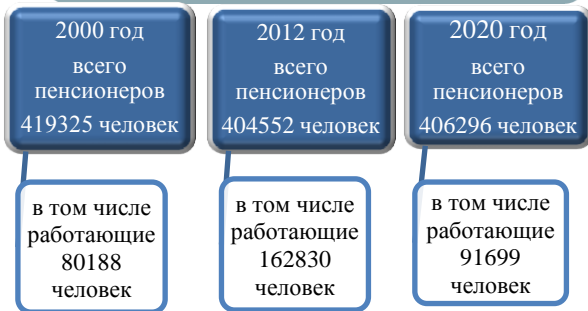 2000 год
всего
пенсионеров
419325 человек
в том числе
работающие
80188
человек
2012 год
всего
пенсионеров
404552 человек
в том числе
работающие
162830
человек
2020 год
всего
пенсионеров
406296 человек
в том числе
работающие
91699
человек